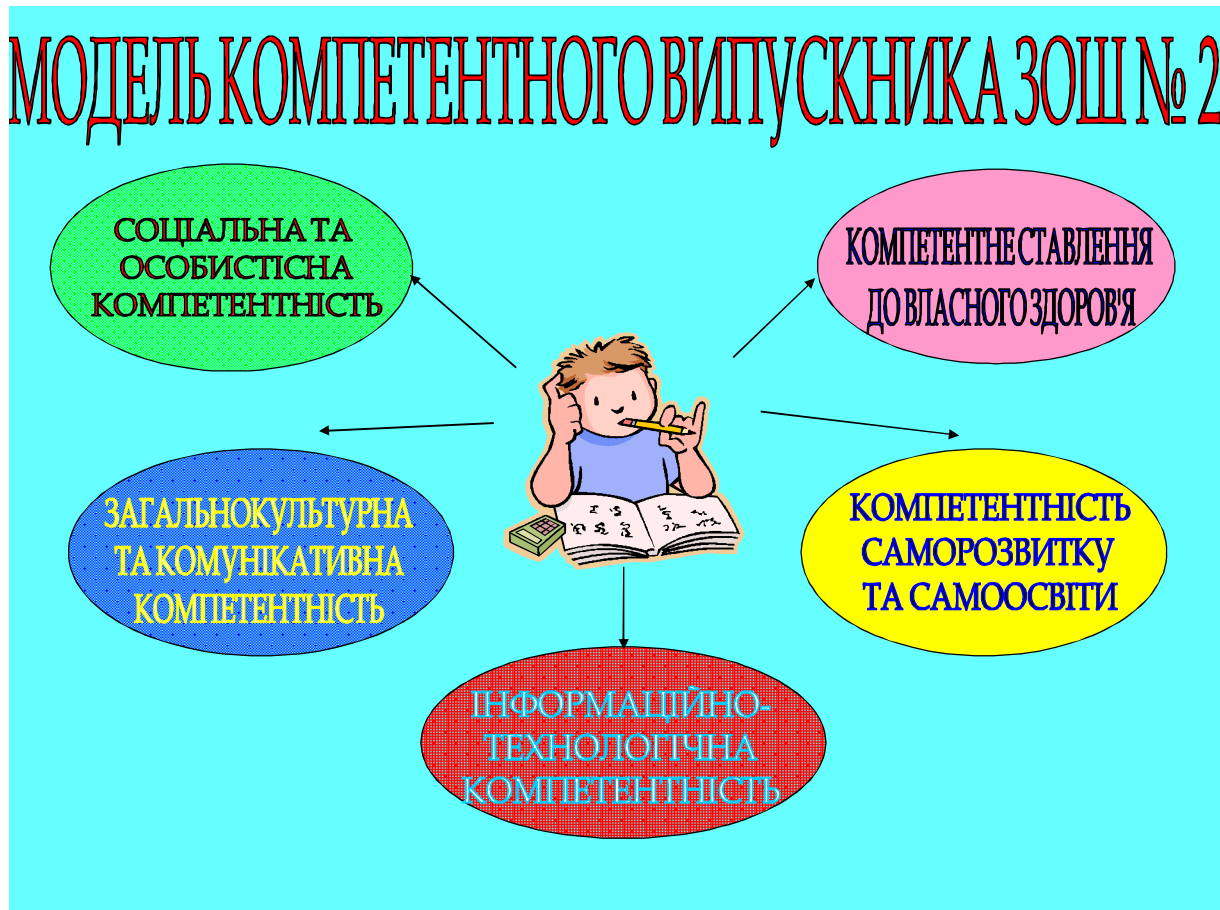 МОДЕЛЬ КОМПЕТЕНТНОГО ВИПУСКНИКА ЗОШ № 2
СОЦІАЛЬНА ТА
ОСОБИСТІСНА
КОМПЕТЕНТНІСТЬ
КОМПЕТЕНТНЕ СТАВЛЕННЯ
ДО ВЛАСНОГО ЗДОРОВ'Я
ЗАГАЛЬНОКУЛЬТУРНА
ТА КОМУНІКАТИВНА
КОМПЕТЕНТНІСТЬ
КОМПЕТЕНТНІСТЬ
САМОРОЗВИТКУ
ТА САМООСВІТИ
ІНФОРМАЦІЙНО-
ТЕХНОЛОГІЧНА
КОМПЕТЕНТНІСТЬ